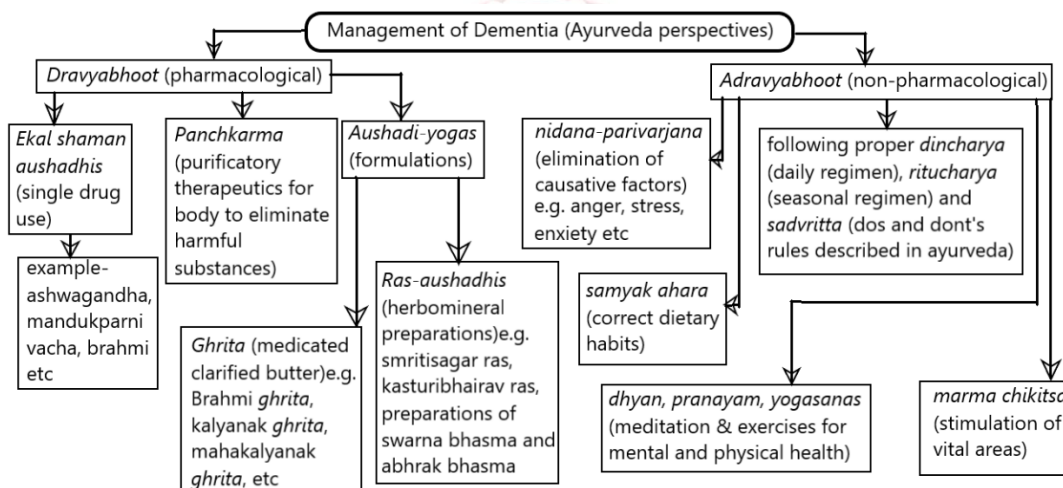 Management of Dementia (Ayurveda perspectives)
Dravyabhoot (pharmacological)
Adravyabhoot (non-pharmacological)
Ekal shaman
aushadhis
(single drug
use)
example-
ashwagandha,
mandukparni
vacha, brahmi
etc
Panchkarma
(purificatory
therapeutics for
body to eliminate
harmful
substances)
Aushadi-yogas
(formulations)
Ghrita (medicated
clarified butter)e.g.
Brahmi ghrita,
kalyanak ghrita,
mahakalyanak
ghrita, etc
Ras-aushadhis
(herbomineral
preparations)e.g.
smritisagar ras,
kasturibhairav ras,
preparations of
swarna bhasma and
abhrak bhasma
nidana-parivarjana
(elimination of
causative factors)
e.g. anger, stress,
enxiety etc
samyak ahara
(correct dietary
habits)
following proper dincharya
(daily regimen), ritucharya
(seasonal regimen) and
sadvritta (dos and dont's
rules described in ayurveda)
dhyan, pranayam, yogasanas
(meditation & exercises for
mental and physical health)
marma chikitsa
(stimulation of
vital areas)